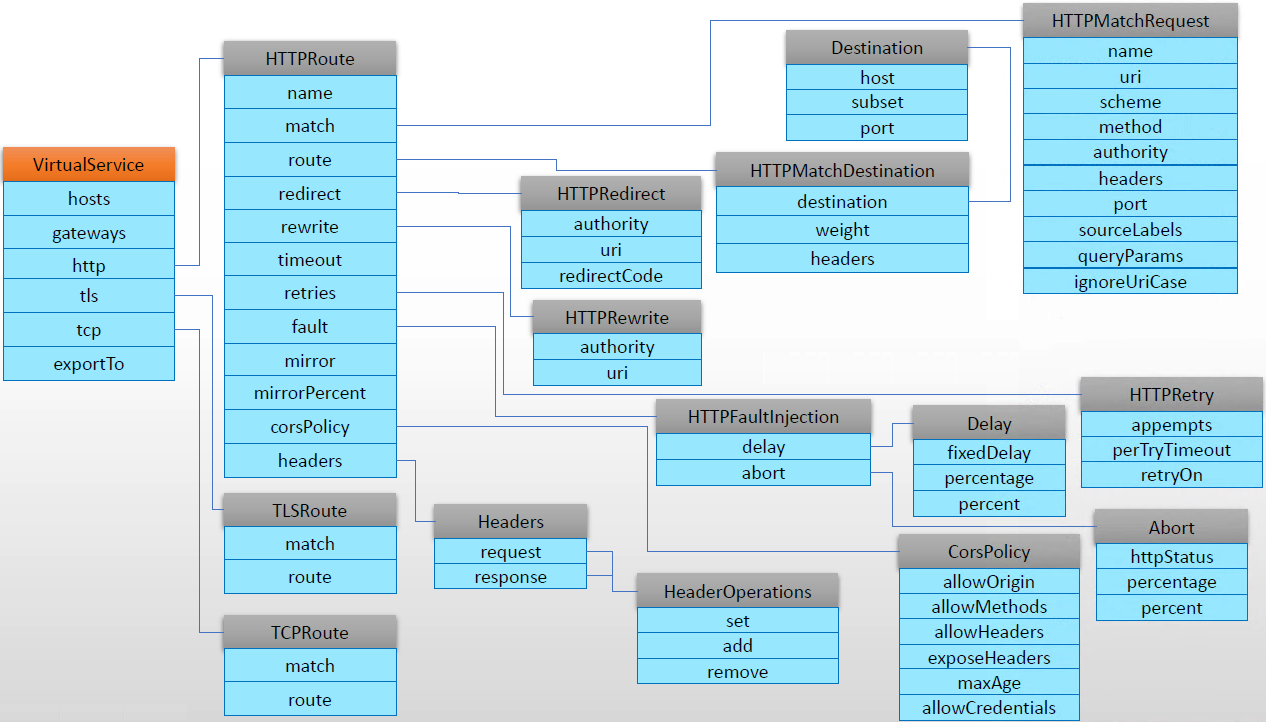 VirtualService
hosts
gateways
http
tls
tcp
exportTo
HTTPRoute
name
match
route
redirect
rewrite
timeout
retries
fault
mirror
mirrorPercent
corsPolicy
headers
TLSRoute
match
route
TCPRoute
match
route
HTTPRedirect
authority
uri
redirectCode
HTTPRewrite
authority
uri
Headers
request
response
HeaderOperations
set
add
remove
Destination
host
subset
port
HTTPMatchDestination
destination
weight
headers
HTTPFaultInjection
delay
abort
Delay
fixedDelay
percentage
percent
CorsPolicy
allowOrigin
allowMethods
allowHeaders
exposeHeaders
maxAge
allowCredentials
HTTPMatchRequest
name
uri
scheme
method
authority
headers
port
sourceLabels
queryParams
ignoreUriCase
HTTPRetry
appempts
perTryTimeout
retryOn
Abort
httpStatus
percentage
percent